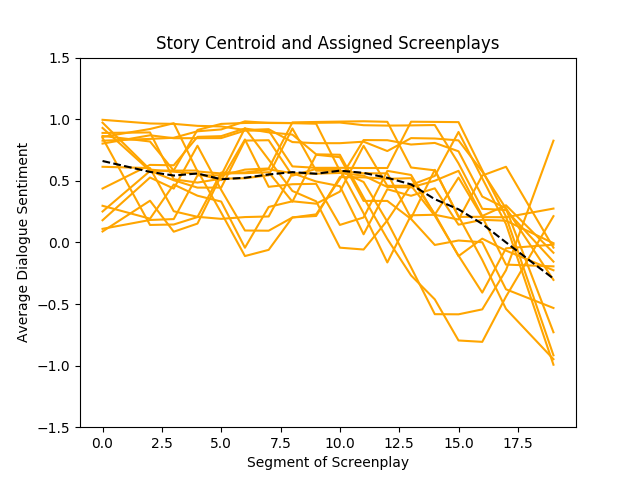 Story Centroid and Assigned Screenplays
1.5
1.0
0.5
0.0
−0.5
−1.0
−1.5
Average Dialogue Sentiment
0.0 2.5 5.0 7.5 10.0 12.5 15.0 17.5
Segment of Screenplay